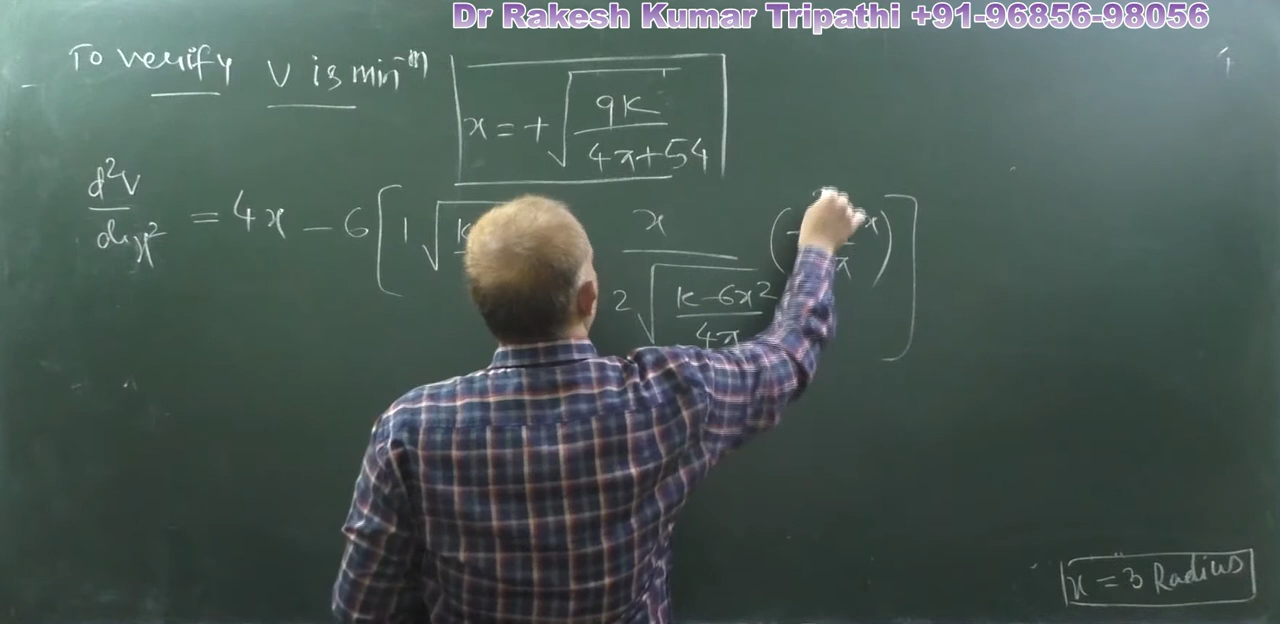 Dr Rakesh Kumar Tripathi +91-96856-98056
To verify V is min-m
x = + √(9K / (4π + 54))
d²V/dx² = 4x - 6 [ 1 √(K x / 2 √((K - 6x²) / 4π) ( x / π ) ]
x = 3 Radius